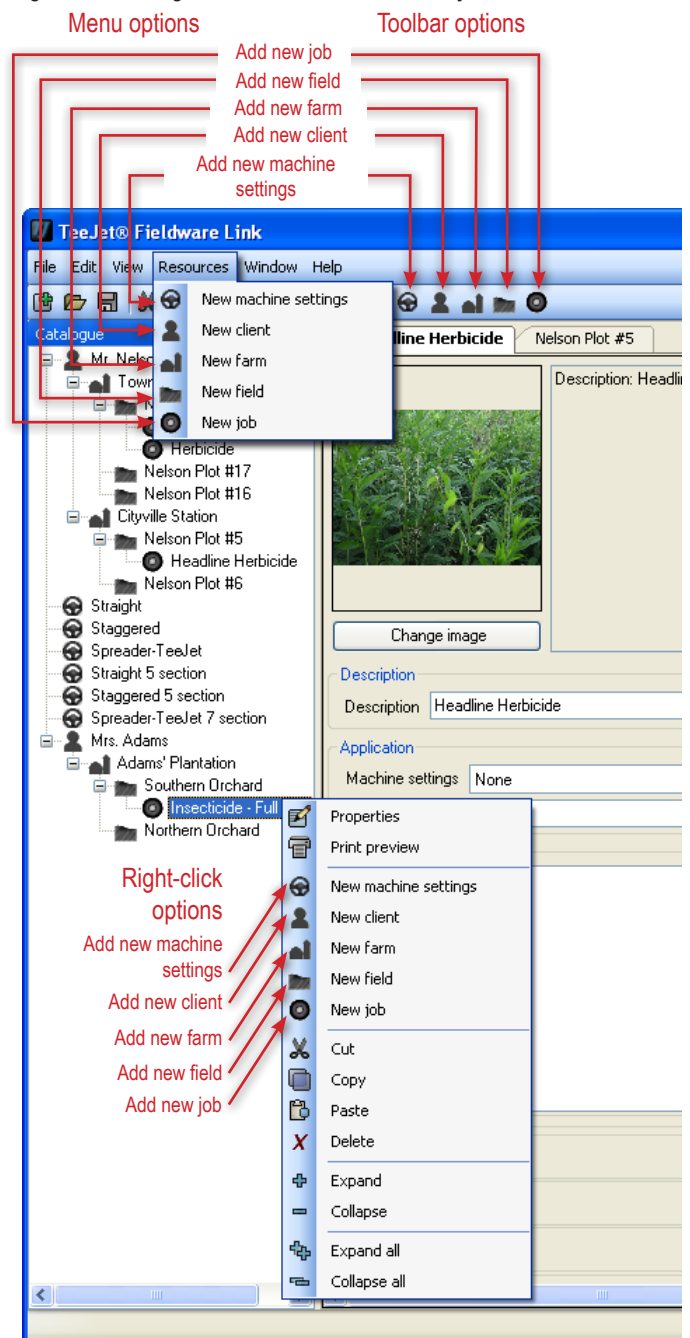 Menu options
Toolbar options
Add new job
Add new field
Add new farm
Add new client
Add new machine
settings
TeeJet® Fieldware Link
File Edit View Resources Window Help
New machine settings
New client
New farm
New field
New job
Catalogue
Herbicide
Nelson Plot #5
Mr. Nelson
Description:
Herbicide
Nelson Plot #17
Nelson Plot #16
Cityville Station
Nelson Plot #5
Headline Herbicide
Nelson Plot #6
Straight
Staggered
Spreader-TeeJet
Straight 5 section
Staggered 5 section
Spreader-TeeJet 7 section
Mrs. Adams
Adams' Plantation
Southern Orchard
Insecticide - Full
Northern Orchard
Change image
Description
Description Headline Herbicide
Application
Machine settings None
Properties
Print preview
New machine settings
New client
New farm
New field
New job
Cut
Copy
Paste
Delete
Expand
Collapse
Expand all
Collapse all
Right-click
options
Add new machine
settings
Add new client
Add new farm
Add new field
Add new job